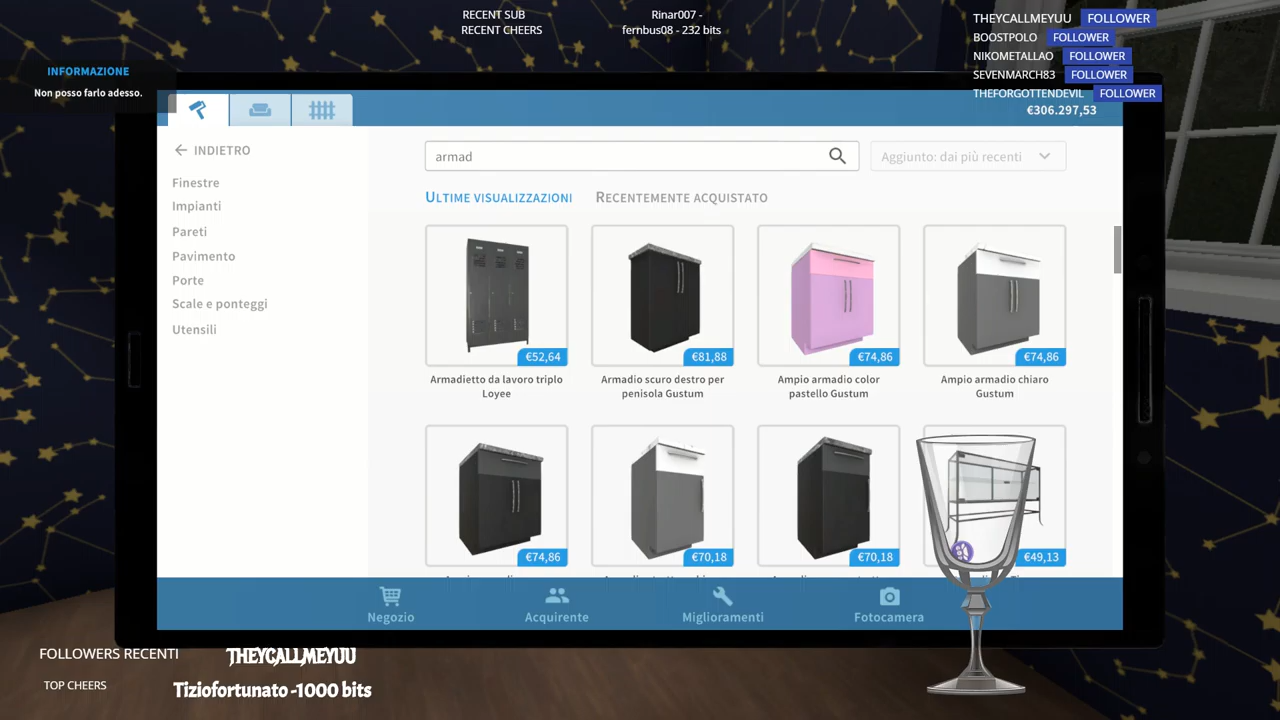 RECENT SUB
Rinar007 -
RECENT CHEERS
fernbus08 - 232 bits
THEYCALLMEYUU FOLLOWER
BOOSTPOLO FOLLOWER
NIKOMETALLAO FOLLOWER
SEVENMARCH83 FOLLOWER
THEFORGOTTENDEVIL FOLLOWER
INFORMAZIONE
Non posso farlo adesso.
€306.297,53
INDIETRO
Finestre
Impianti
Pareti
Pavimento
Porte
Scale e ponteggi
Utensili
armad
Aggiunto: dai più recenti
ULTIME VISUALIZZAZIONI
RECENTEMENTE ACQUISTATO
€52,64
Armadietto da lavoro triplo
Loyee
€81,88
Armadio scuro destro per
penisola Gustum
€74,86
Ampio armadio color
pastello Gustum
€74,86
Ampio armadio chiaro
Gustum
€74,86
€70,18
€70,18
€49,13
Negozio
Acquirente
Miglioramenti
Fotocamera
FOLLOWERS RECENTI
THEYCALLMEYUU
TOP CHEERS
Tiziofortunato -1000 bits